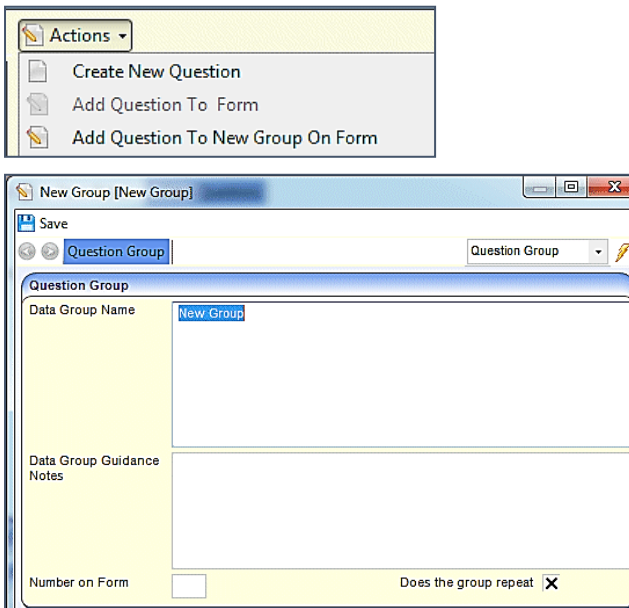 Actions
Create New Question
Add Question To Form
Add Question To New Group On Form
New Group [New Group]
Save
Question Group Question Group
Question Group
Data Group Name New Group
Data Group Guidance
Notes
Number on Form Does the group repeat